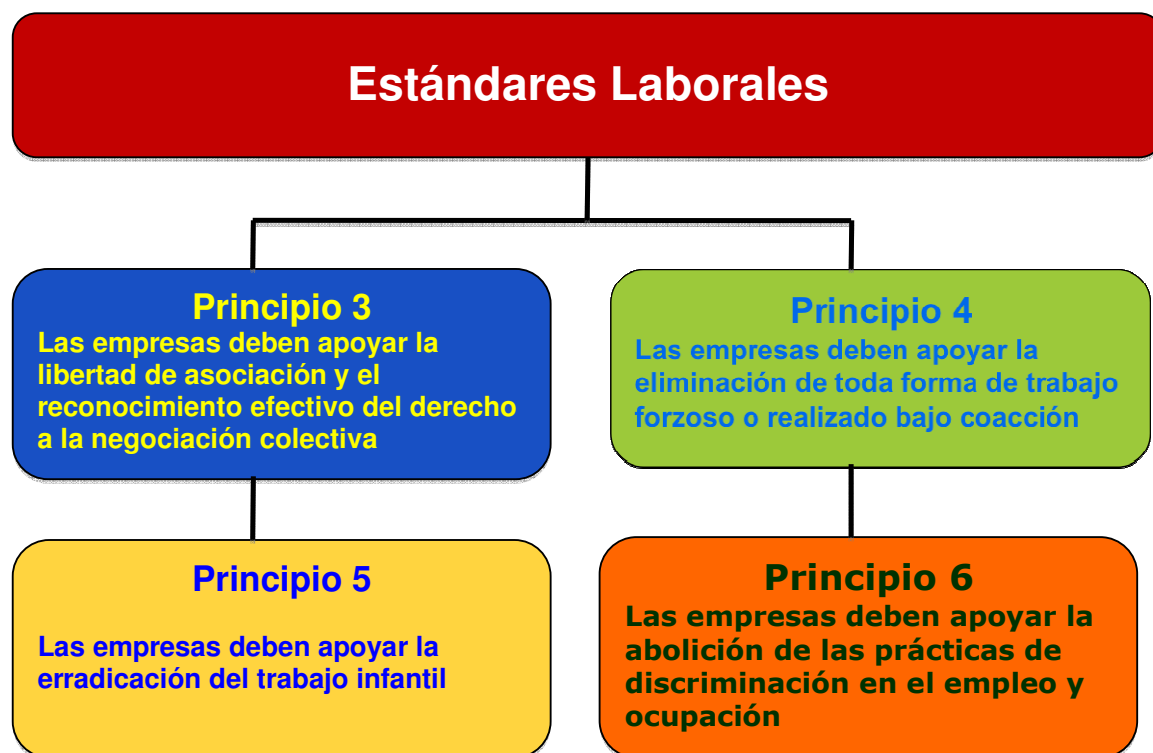 Estándares Laborales
Principio 3
Las empresas deben apoyar la
libertad de asociación y el
reconocimiento efectivo del derecho
a la negociación colectiva
Principio 4
Las empresas deben apoyar la
eliminación de toda forma de trabajo
forzoso o realizado bajo coacción
Principio 5
Las empresas deben apoyar la
erradicación del trabajo infantil
Principio 6
Las empresas deben apoyar la
abolición de las prácticas de
discriminación en el empleo y
ocupación